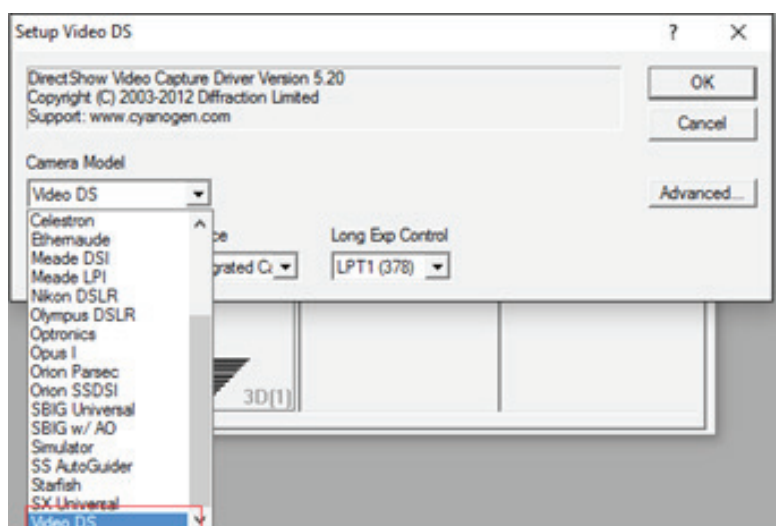 Setup Video DS
? X
DirectShow Video Capture Driver Version 5.20
Copyright (C) 2003-2012 Diffraction Limited
Support: www.cyanogen.com
OK
Cancel
Camera Model
Video DS
Advanced...
Celestron
Ethernaude
Meade DSI
Meade LPI
Nikon DSLR
Olympus DSLR
Optronics
Opus I
Orion Parsec
Orion SSDSI
SBIG Universal
SBIG w/ AO
Simulator
SS AutoGuider
Starfish
SX Universal
Video DS
Long Exp Control
LPT1 (378)
3D[1]